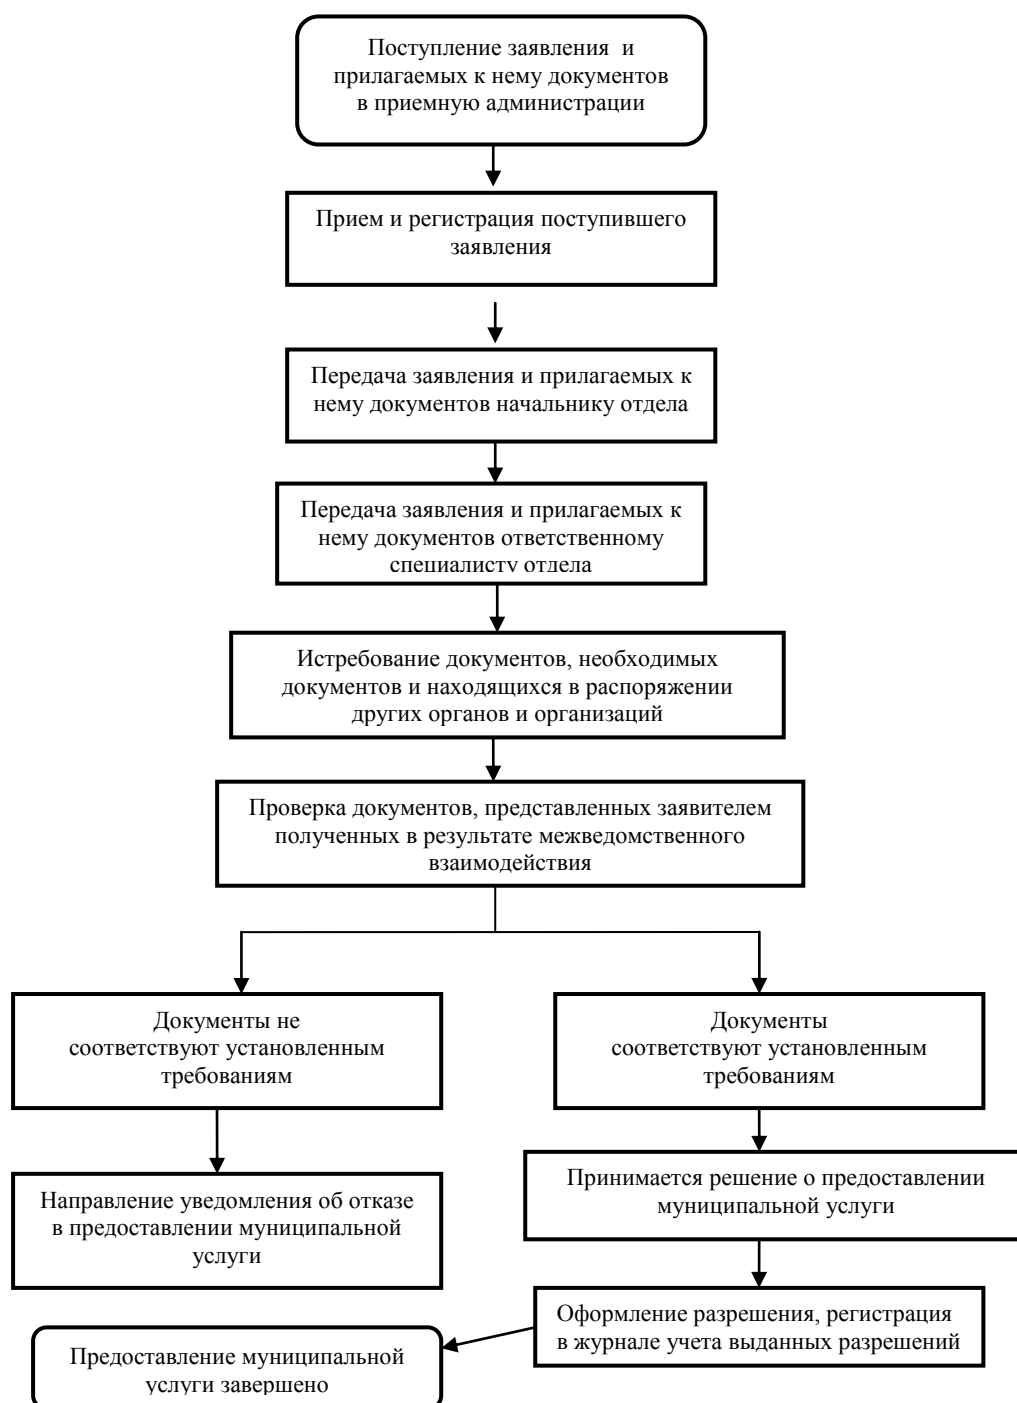 Поступление заявления и
прилагаемых к нему документов
в приемную администрации
Прием и регистрация поступившего
заявления
Передача заявления и прилагаемых к
нему документов начальнику отдела
Передача заявления и прилагаемых к
нему документов ответственному
специалисту отдела
Истребование документов, необходимых
документов и находящихся в распоряжении
других органов и организаций
Проверка документов, представленных заявителем
полученных в результате межведомственного
взаимодействия
Документы не
соответствуют установленным
требованиям
Документы
соответствуют установленным
требованиям
Направление уведомления об отказе
в предоставлении муниципальной
услуги
Принимается решение о предоставлении
муниципальной услуги
Оформление разрешения, регистрация
в журнале учета выданных разрешений
Предоставление муниципальной
услуги завершено